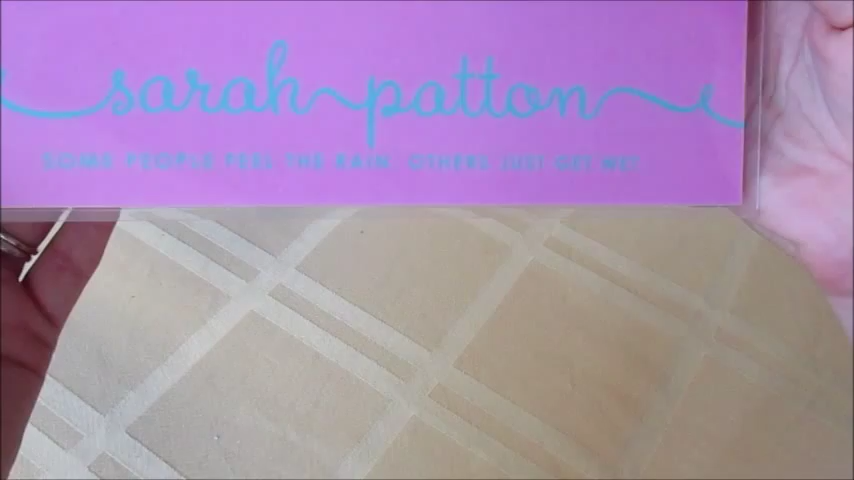 sarah patton
SOME PEOPLE FEEL THE RAIN. OTHERS JUST GET WET.